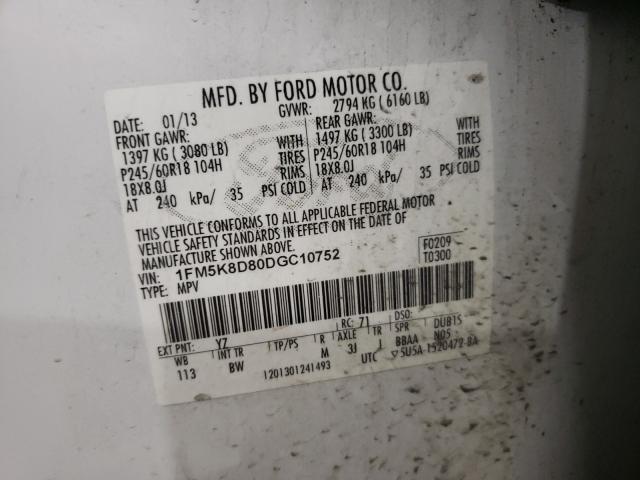 MFD. BY FORD MOTOR CO.
DATE: 01/13 GVWR: 2794 KG ( 6160 LB)
FRONT GAWR: REAR GAWR:
1397 KG ( 3080 LB) WITH 1497 KG ( 3300 LB) WITH
P245/60R18 104H TIRES P245/60R18 104H TIRES
18X8.0J RIMS 18X8.0J RIMS
AT 240 kPa/ 35 PSI COLD AT 240 kPa/ 35 PSI COLD
THIS VEHICLE CONFORMS TO ALL APPLICABLE FEDERAL MOTOR
VEHICLE SAFETY STANDARDS IN EFFECT ON THE DATE OF
MANUFACTURE SHOWN ABOVE.
VIN: 1FM5K8D80DGC10752 F0209
TYPE: MPV T0300
EXT PNT: YZ RC: 71 DSO:
WB INT TR TP/PS R AXLE TR SPR DUB1S
113 BW M 3J J BBAA N05
1201301241493 UTC 5U5A-1520472-BA